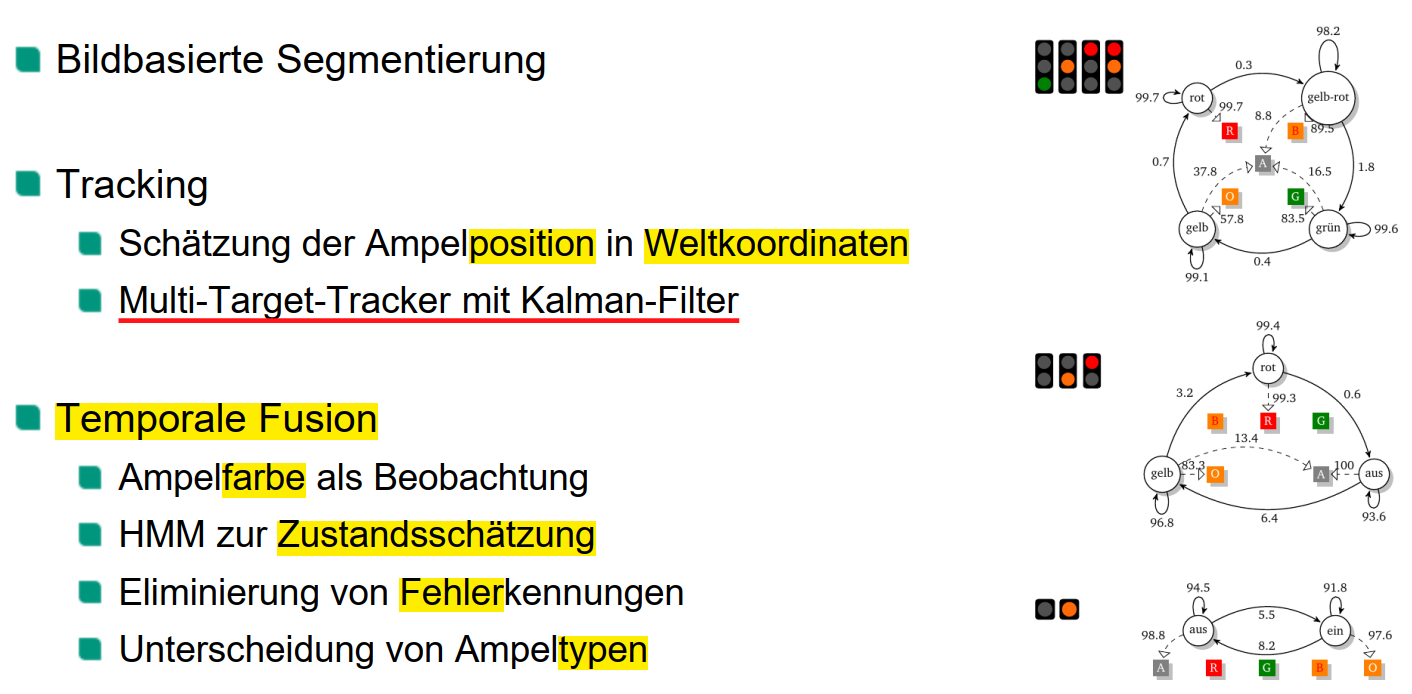 Bildbasierte Segmentierung
Tracking
Schätzung der Ampelposition in Weltkoordinaten
Multi-Target-Tracker mit Kalman-Filter
Temporale Fusion
Ampelfarbe als Beobachtung
HMM zur Zustandsschätzung
Eliminierung von Fehlerkennungen
Unterscheidung von Ampeltypen
98.2
0.3
99.7
rot
gelb-rot
99.7
8.8
89.5
R
B
0.7
A
1.8
37.8
16.5
O
G
57.8
83.5
gelb
grün
99.6
0.4
99.1
99.4
rot
3.2
0.6
99.3
B
R
G
13.4
gelb
83.3
O
A
100
aus
96.8
6.4
93.6
94.5
91.8
5.5
aus
ein
98.8
8.2
97.6
A
R
G
B
O